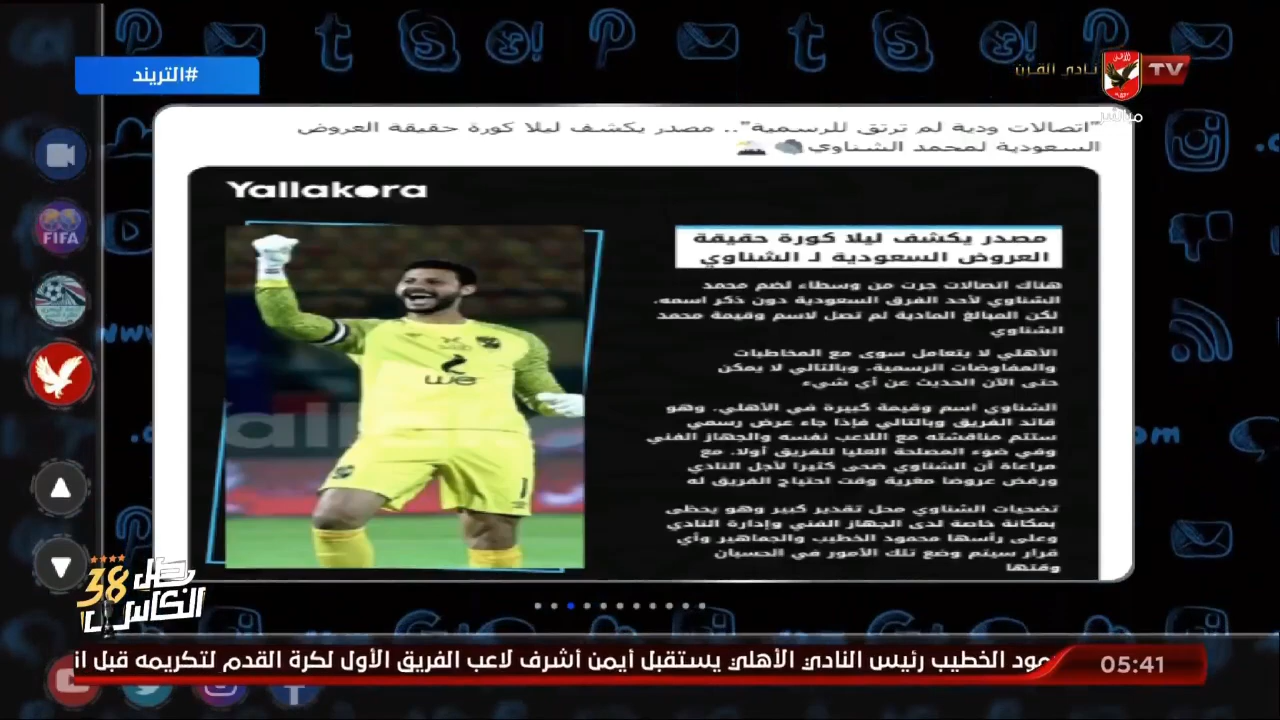 #التريند
نادي القرن
TV
مباشر
"اتصالات ودية لم ترتق للرسمية".. مصدر يكشف ليلا كورة حقيقة العروض
السعودية لمحمد الشناوي
Yallakora
مصدر يكشف ليلا كورة حقيقة
العروض السعودية لـ الشناوي
هناك اتصالات جرت من وسطاء لضم محمد
الشناوي لأحد الفرق السعودية دون ذكر اسمه،
لكن المبالغ المادية لم تصل لاسم وقيمة محمد
الشناوي
الأهلي لا يتعامل سوى مع المخاطبات
والمفاوضات الرسمية، وبالتالي لا يمكن
حتى الآن الحديث عن أي شيء
الشناوي اسم وقيمة كبيرة في الأهلي، وهو
قائد الفريق وبالتالي فإذا جاء عرض رسمي
ستتم مناقشته مع اللاعب نفسه والجهاز الفني
وفي ضوء المصلحة العليا للفريق أولا، مع
مراعاة أن الشناوي ضحى كثيرا لأجل النادي
ورفض عروضا مغرية وقت احتياج الفريق له
تضحيات الشناوي محل تقدير كبير وهو يحظى
بمكانة خاصة لدى الجهاز الفني وإدارة النادي
وعلى رأسها محمود الخطيب والجماهير وأي
قرار سيتم وضع تلك الأمور في الحسبان
وقتها
we
1
FIFA
www
.c
om
38
بطل
الكاس
مود الخطيب رئيس النادي الأهلي يستقبل أيمن أشرف لاعب الفريق الأول لكرة القدم لتكريمه قبل ان
05:41